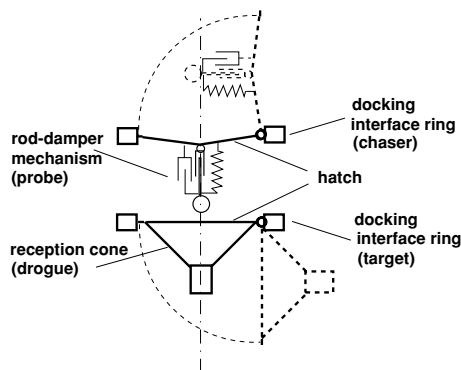 docking
interface ring
(chaser)
rod-damper
mechanism
(probe)
hatch
docking
interface ring
(target)
reception cone
(drogue)